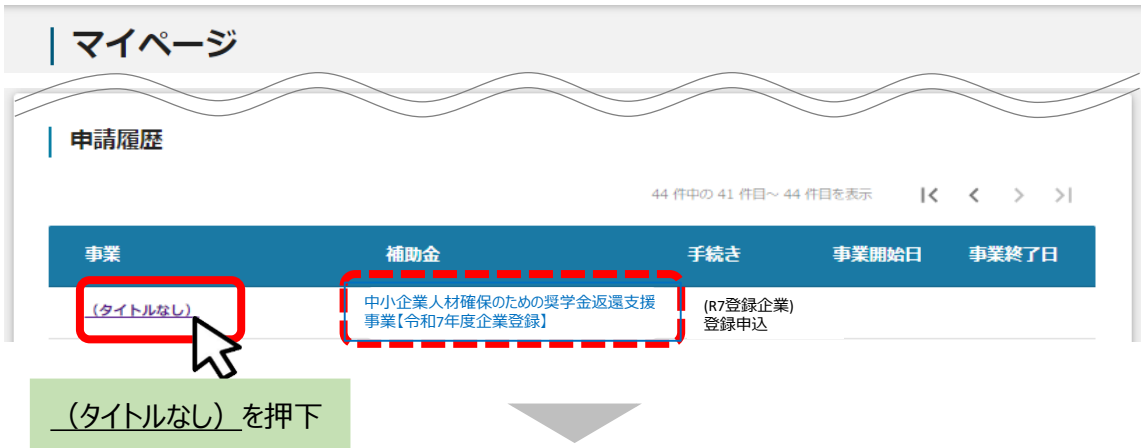 マイページ
申請履歴
44 件中の 41 件目～ 44 件目を表示
事業 補助金 手続き 事業開始日 事業終了日
（タイトルなし） 中小企業人材確保のための奨学金返還支援 (R7登録企業)
事業【令和7年度企業登録】 登録申込
（タイトルなし）を押下